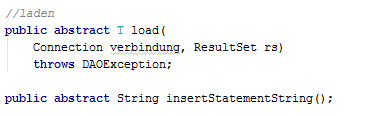 //laden
public abstract T load(
Connection verbindung, ResultSet rs)
throws DAOException;
public abstract String insertStatementString();